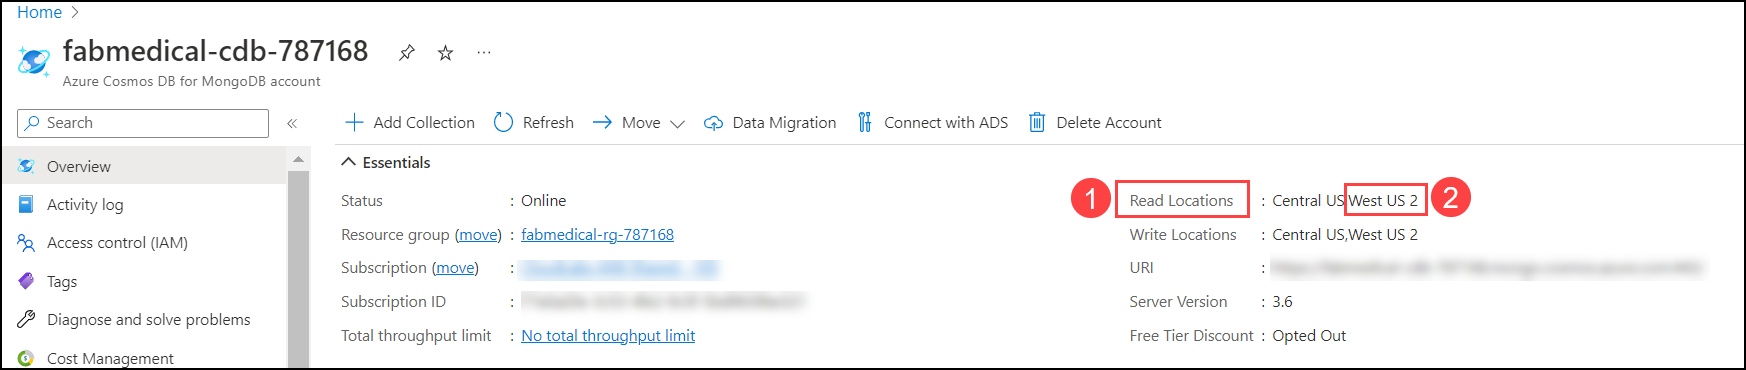 Home >
fabmedical-cdb-787168
Azure Cosmos DB for MongoDB account
Search
Add Collection Refresh Move Data Migration Connect with ADS Delete Account
Overview
Activity log
Access control (IAM)
Tags
Diagnose and solve problems
Cost Management
Essentials
Status : Online
Resource group (move) : fabmedical-rg-787168
Subscription (move) :
Subscription ID :
Total throughput limit : No total throughput limit
1 Read Locations : Central US,West US 2 2
Write Locations : Central US,West US 2
URI :
Server Version : 3.6
Free Tier Discount : Opted Out